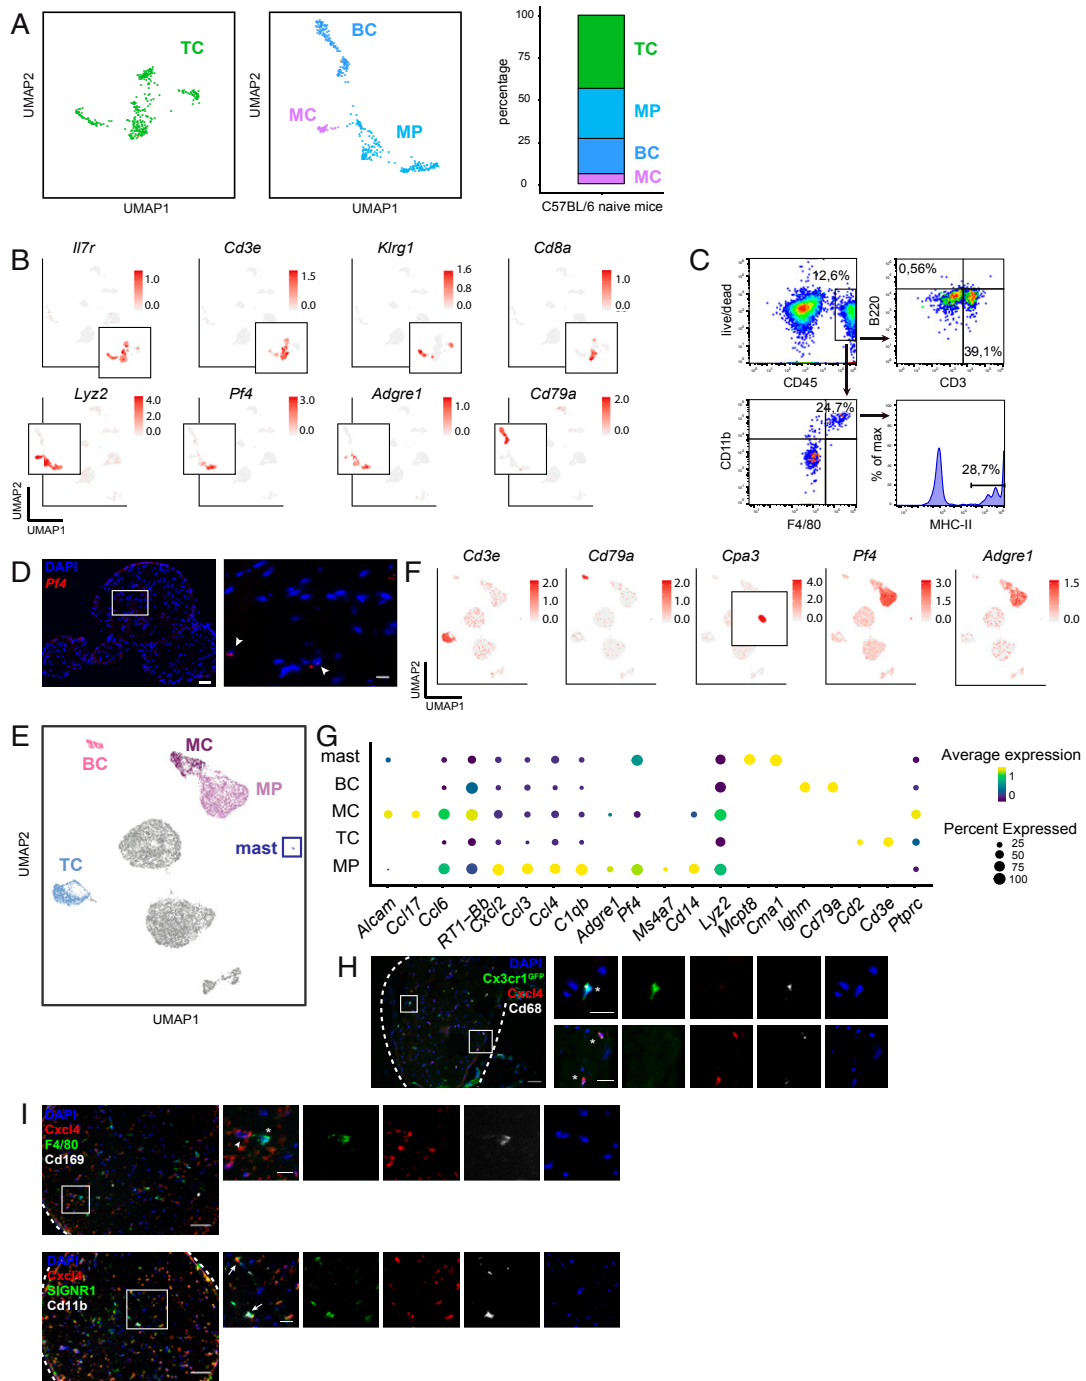 A
TC
UMAP2
UMAP1
BC
MC
MP
UMAP2
UMAP1
percentage
100
75
50
25
0
TC
MP
BC
MC
C57BL/6 naive mice
B
Il7r
1.0
0.0
Cd3e
1.5
0.0
Klrg1
1.6
0.8
0.0
Cd8a
1.0
0.0
Lyz2
4.0
2.0
0.0
Pf4
3.0
0.0
Adgre1
1.0
0.0
Cd79a
2.0
0.0
UMAP2
UMAP1
C
12,6%
live/dead
CD45
0,56%
39,1%
B220
CD3
24,7%
CD11b
F4/80
28,7%
% of max
MHC-II
D
DAPI
Pf4
F
Cd3e
2.0
1.0
0.0
Cd79a
2.0
1.0
0.0
Cpa3
4.0
2.0
0.0
Pf4
3.0
2.0
1.0
0.0
Adgre1
1.5
0.0
UMAP2
UMAP1
E
BC
MC
MP
mast
TC
UMAP2
UMAP1
G
mast
BC
MC
TC
MP
Alcam
Ccl17
Ccl6
RT1-Bb
Cxcl2
Ccl3
Ccl4
C1qb
Adgre1
Pf4
Ms4a7
Cd14
Lyz2
Mcpt8
Cma1
Ighm
Cd79a
Cd2
Cd3e
Ptprc
Average expression
1
0
Percent Expressed
25
50
75
100
H
DAPI
Cx3cr1GFP
Cxcl4
Cd68
*
*
*
I
DAPI
Cxcl4
F4/80
Cd169
*
DAPI
Cxcl4
SIGNR1
Cd11b